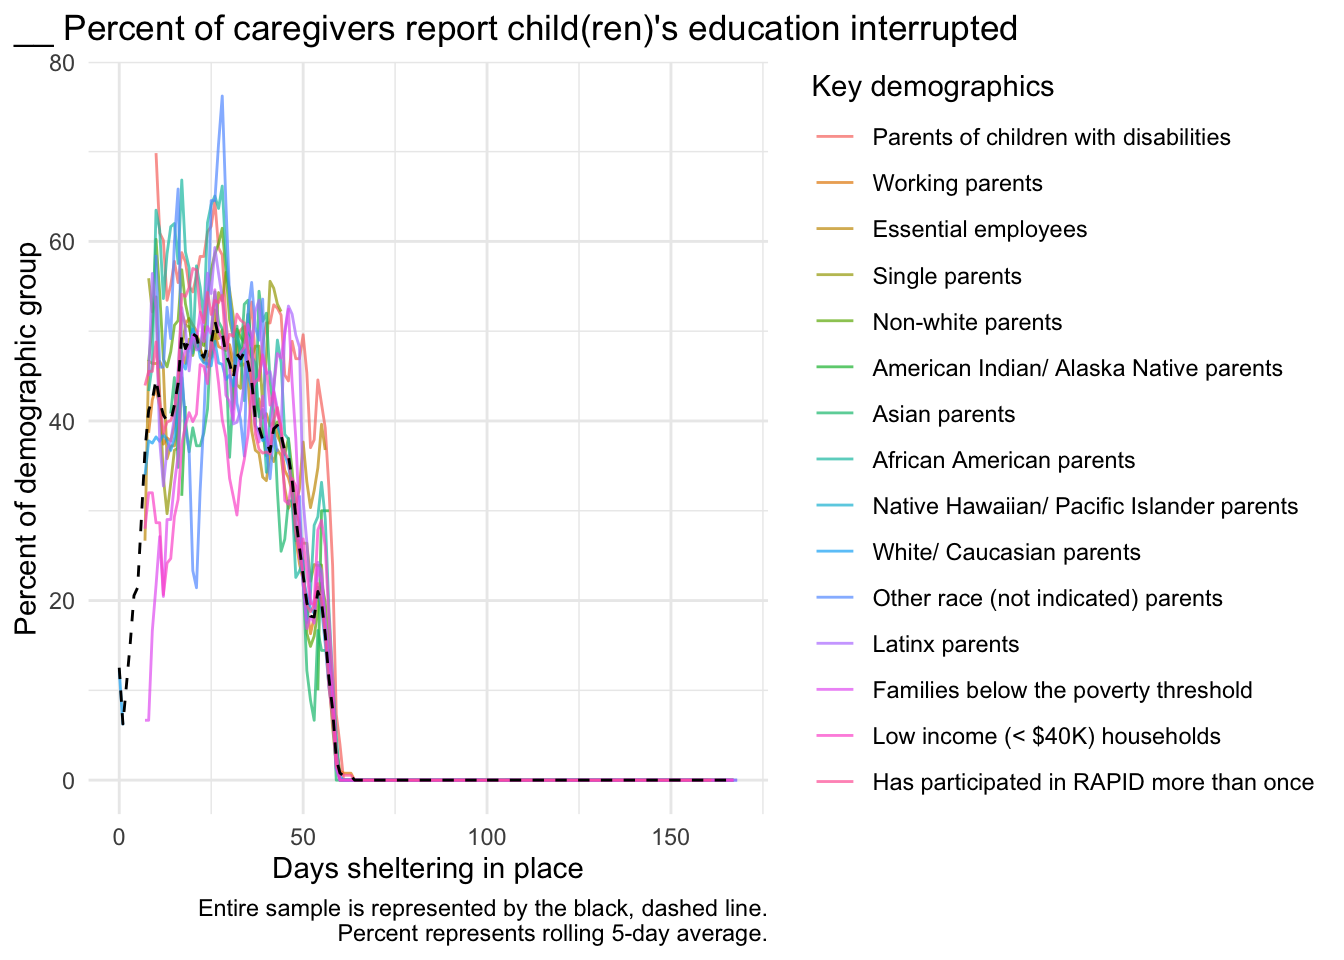 __ Percent of caregivers report child(ren)'s education interrupted
80
60
40
20
0
Percent of demographic group
0 50 100 150
Days sheltering in place
Key demographics
Parents of children with disabilities
Working parents
Essential employees
Single parents
Non-white parents
American Indian/ Alaska Native parents
Asian parents
African American parents
Native Hawaiian/ Pacific Islander parents
White/ Caucasian parents
Other race (not indicated) parents
Latinx parents
Families below the poverty threshold
Low income (< $40K) households
Has participated in RAPID more than once
Entire sample is represented by the black, dashed line.
Percent represents rolling 5-day average.